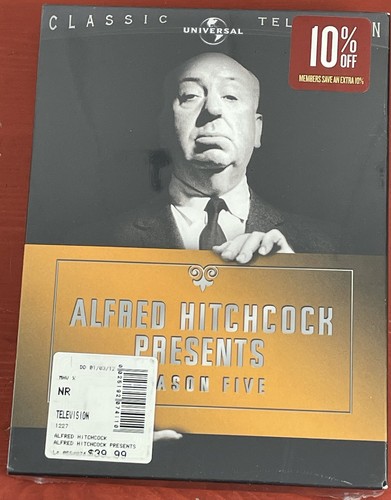 CLASSIC TELEVISION
UNIVERSAL
10%
OFF
MEMBERS SAVE AN EXTRA 10%
ALFRED HITCHCOCK
PRESENTS
ASON FIVE
NR
TELEVISION
1227
ALFRED HITCHCOCK
ALFRED HITCHCOCK PRESENTS
$39.99